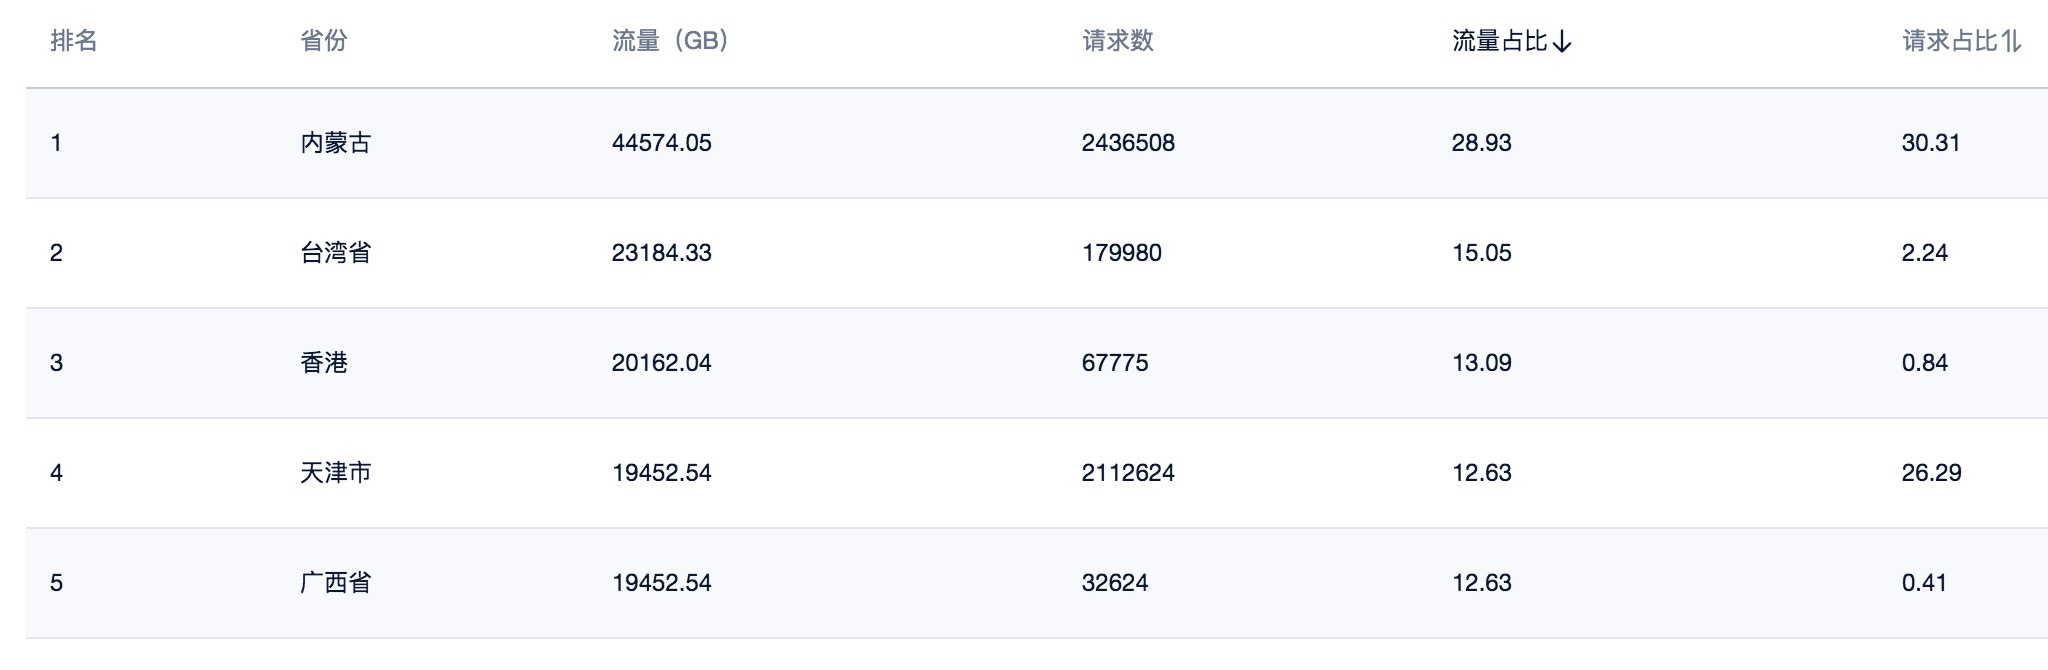 排名 省份 流量（GB） 请求数 流量占比↓ 请求占比⥮
1 内蒙古 44574.05 2436508 28.93 30.31
2 台湾省 23184.33 179980 15.05 2.24
3 香港 20162.04 67775 13.09 0.84
4 天津市 19452.54 2112624 12.63 26.29
5 广西省 19452.54 32624 12.63 0.41